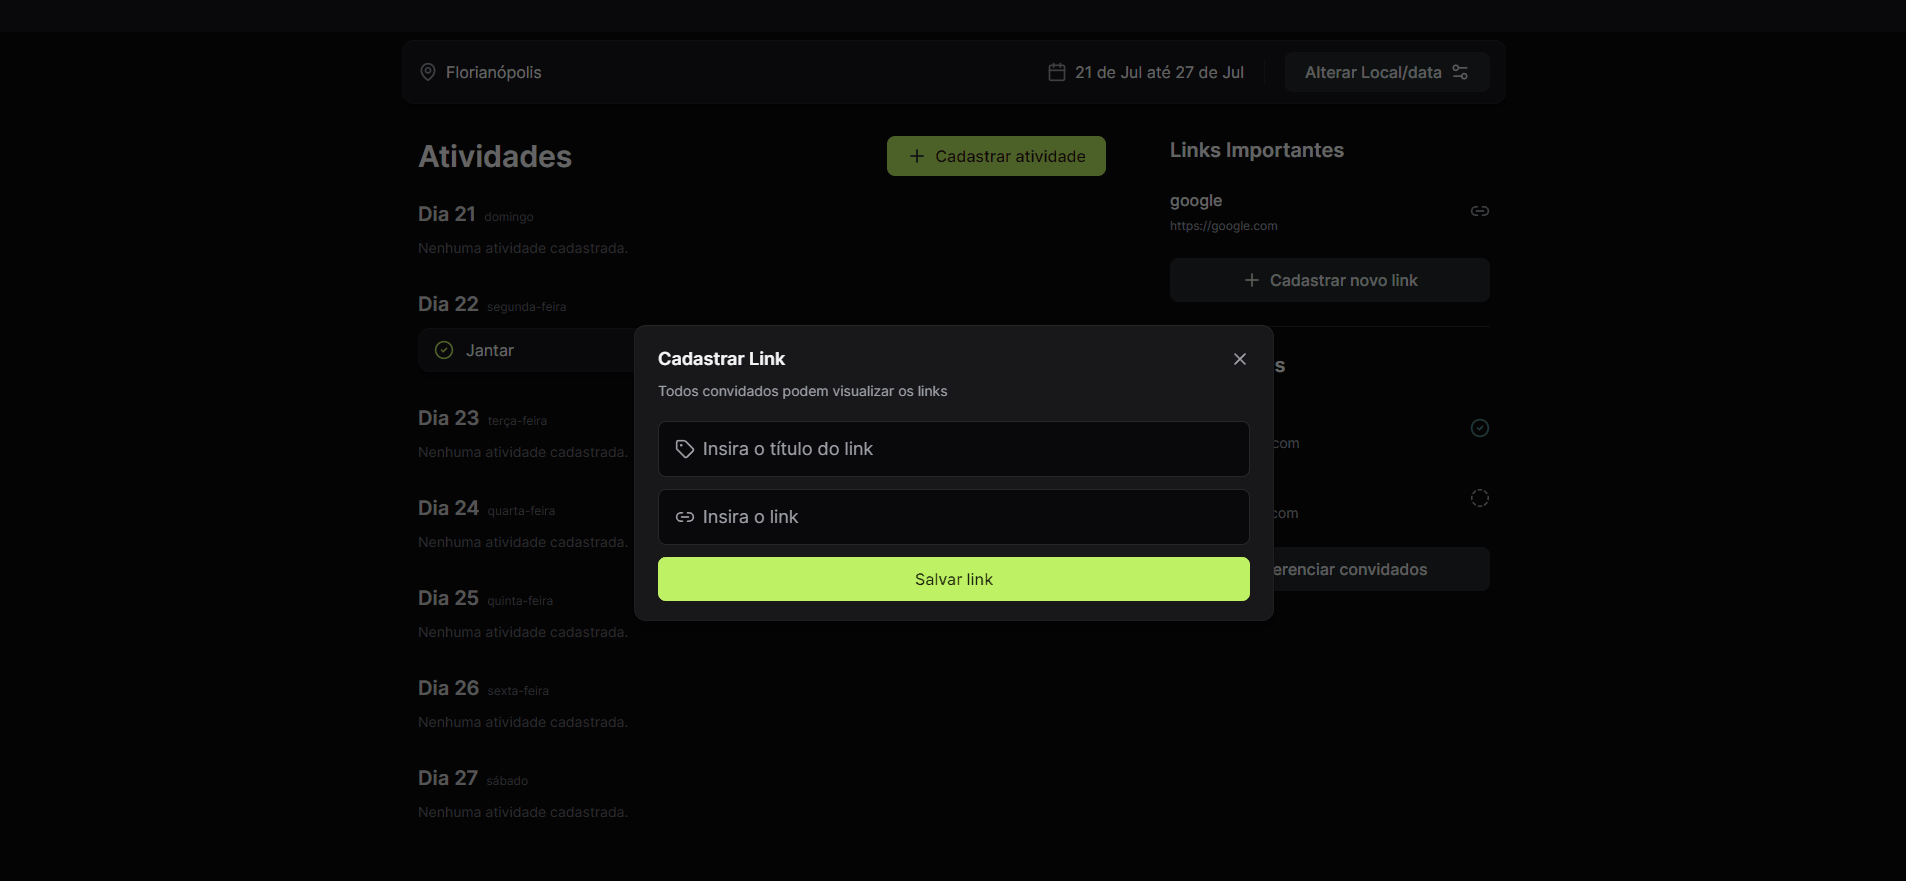 Florianópolis
21 de Jul até 27 de Jul
Alterar Local/data
Atividades
Cadastrar atividade
Dia 21 domingo
Nenhuma atividade cadastrada.
Dia 22 segunda-feira
Jantar
Dia 23 terça-feira
Nenhuma atividade cadastrada.
Dia 24 quarta-feira
Nenhuma atividade cadastrada.
Dia 25 quinta-feira
Nenhuma atividade cadastrada.
Dia 26 sexta-feira
Nenhuma atividade cadastrada.
Dia 27 sábado
Nenhuma atividade cadastrada.
Links Importantes
google
https://google.com
Cadastrar novo link
s
com
com
erenciar convidados
Cadastrar Link
Todos convidados podem visualizar os links
Insira o título do link
Insira o link
Salvar link